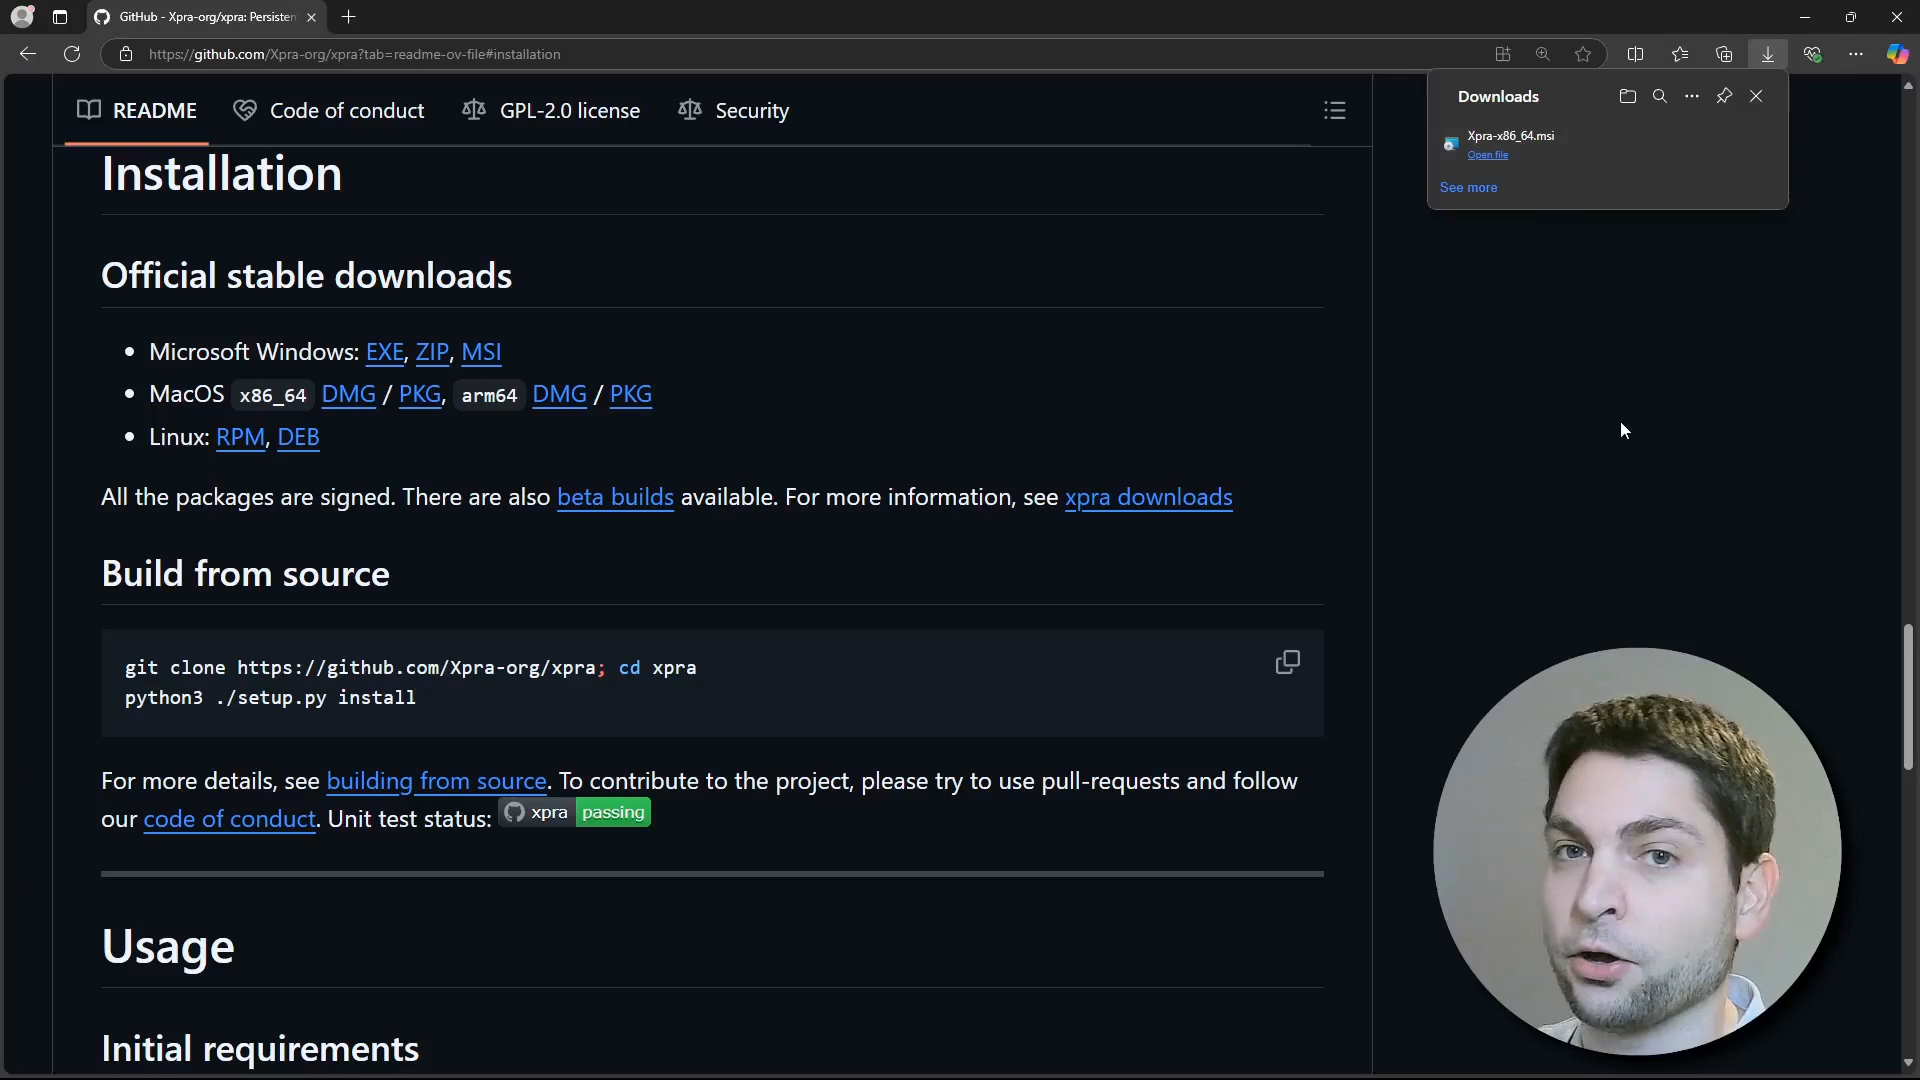 GitHub - Xpra-org/xpra: Persisten
https://github.com/Xpra-org/xpra?tab=readme-ov-file#installation
README
Code of conduct
GPL-2.0 license
Security
Downloads
Xpra-x86_64.msi
Open file
See more
Installation
Official stable downloads
Microsoft Windows: EXE, ZIP, MSI
MacOS x86_64 DMG / PKG, arm64 DMG / PKG
Linux: RPM, DEB
All the packages are signed. There are also beta builds available. For more information, see xpra downloads
Build from source
git clone https://github.com/Xpra-org/xpra; cd xpra
python3 ./setup.py install
For more details, see building from source. To contribute to the project, please try to use pull-requests and follow
our code of conduct. Unit test status: xpra passing
Usage
Initial requirements